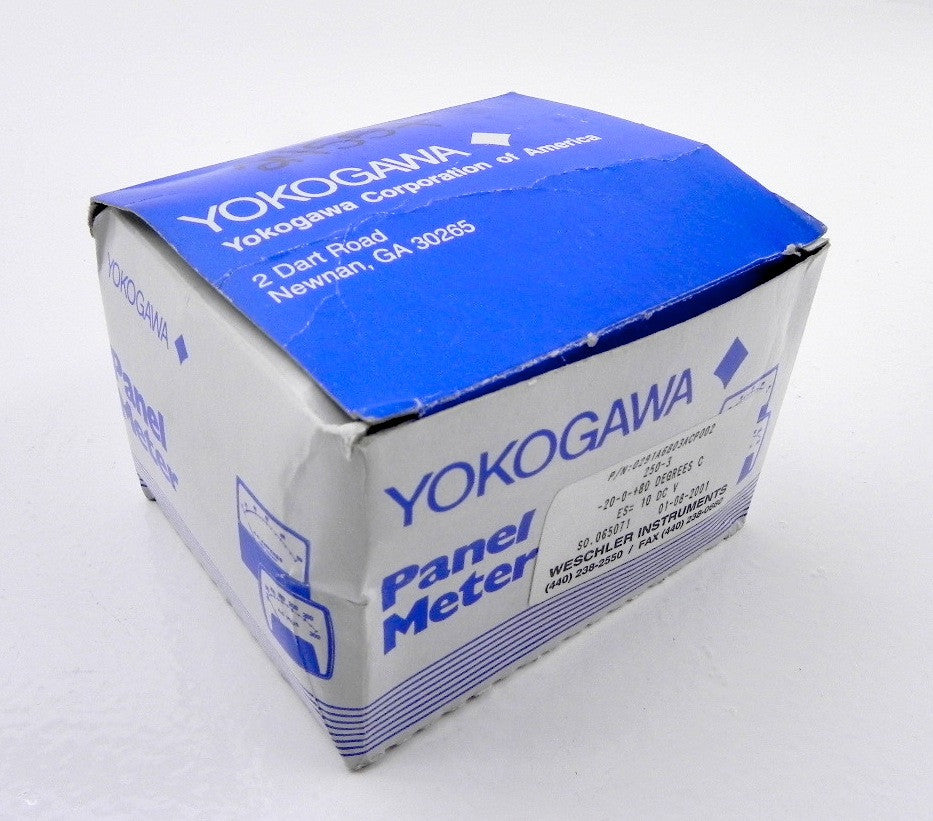 YOKOGAWA
Yokogawa Corporation of America
2 Dart Road
Newnan, GA 30265
YOKOGAWA
Panel
Meter
YOKOGAWA
Panel
Meter
P/N-0291A6803ACP002
250-3
-20-0-+80 DEGREES C
ES= 10 DC V
SO.065071 01-08-2001
WESCHLER INSTRUMENTS
(440) 238-2550 / FAX (440) 238-0660